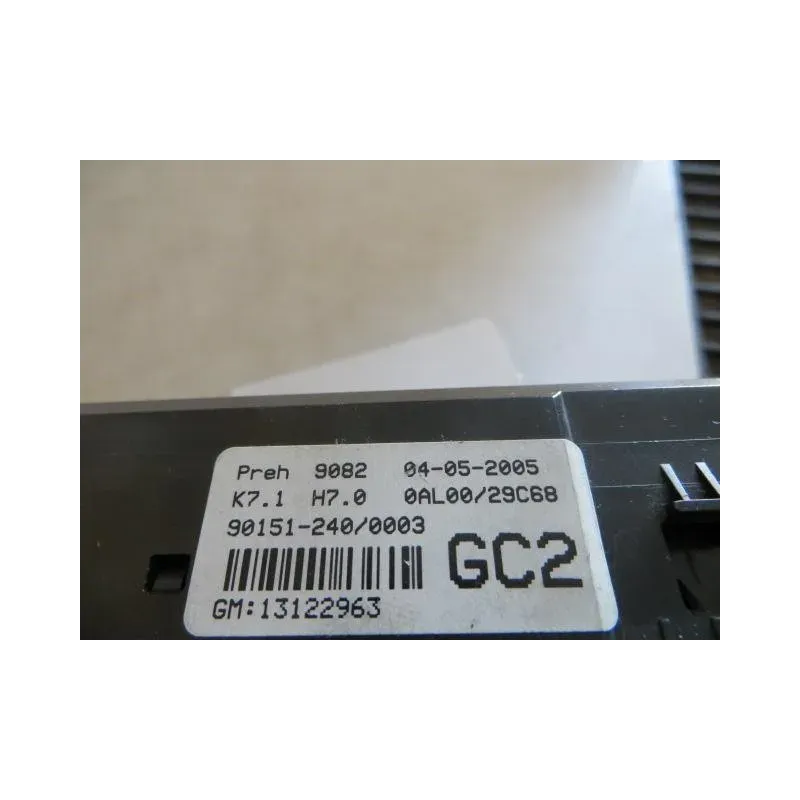 Preh 9082 04-05-2005
K7.1 H7.0 0AL00/29C68
90151-240/0003
GC2
GM:13122963